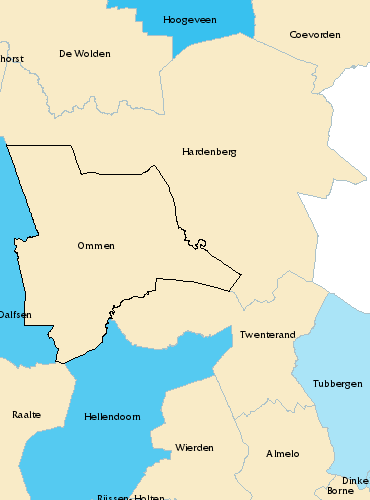 Hoogeveen
Coevorden
De Wolden
horst
Hardenberg
Ommen
Dalfsen
Twenterand
Tubbergen
Raalte
Hellendoorn
Wierden
Almelo
Dinke
Borne
Rijssen-Holten